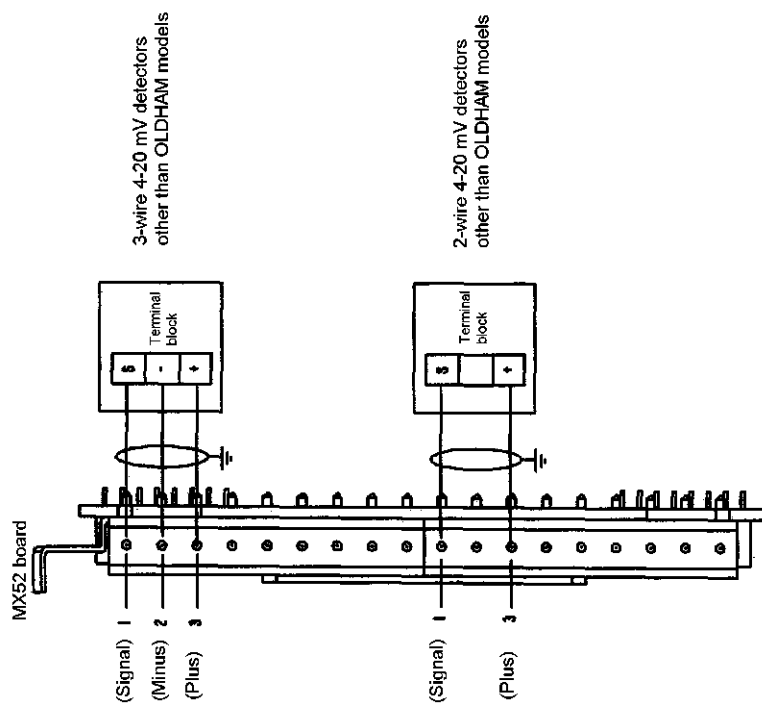 MX52 board
3-wire 4-20 mV detectors
other than OLDHAM models
Terminal
block
S
-
+
(Signal) 1
(Minus) 2
(Plus) 3
2-wire 4-20 mV detectors
other than OLDHAM models
Terminal
block
S
+
(Signal) 1
(Plus) 3